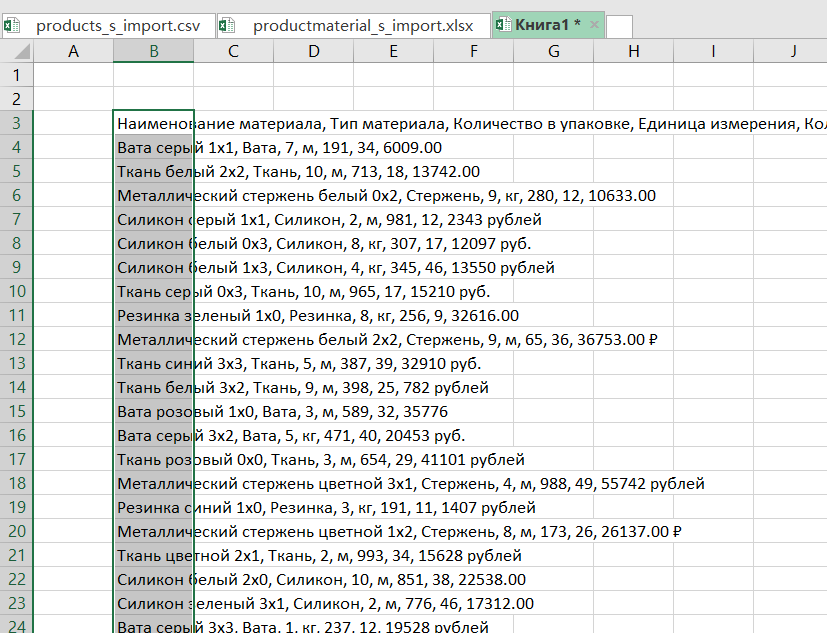 products_s_import.csv productmaterial_s_import.xlsx Книга1 *
A B C D E F G H I J
1
2
3 Наименование материала, Тип материала, Количество в упаковке, Единица измерения,
4 Вата серый 1x1, Вата, 7, м, 191, 34, 6009.00
5 Ткань белый 2x2, Ткань, 10, м, 713, 18, 13742.00
6 Металлический стержень белый 0x2, Стержень, 9, кг, 280, 12, 10633.00
7 Силикон серый 1x1, Силикон, 2, м, 981, 12, 2343 рублей
8 Силикон белый 0x3, Силикон, 8, кг, 307, 17, 12097 руб.
9 Силикон белый 1x3, Силикон, 4, кг, 345, 46, 13550 рублей
10 Ткань серый 0x3, Ткань, 10, м, 965, 17, 15210 руб.
11 Резинка зеленый 1x0, Резинка, 8, кг, 256, 9, 32616.00
12 Металлический стержень белый 2x2, Стержень, 9, м, 65, 36, 36753.00 ₽
13 Ткань синий 3x3, Ткань, 5, м, 387, 39, 32910 руб.
14 Ткань белый 3x2, Ткань, 9, м, 398, 25, 782 рублей
15 Вата розовый 1x0, Вата, 3, м, 589, 32, 35776
16 Вата серый 3x2, Вата, 5, кг, 471, 40, 20453 руб.
17 Ткань розовый 0x0, Ткань, 3, м, 654, 29, 41101 рублей
18 Металлический стержень цветной 3x1, Стержень, 4, м, 988, 49, 55742 рублей
19 Резинка синий 1x0, Резинка, 3, кг, 191, 11, 1407 рублей
20 Металлический стержень цветной 1x2, Стержень, 8, м, 173, 26, 26137.00 ₽
21 Ткань цветной 2x1, Ткань, 2, м, 993, 34, 15628 рублей
22 Силикон белый 2x0, Силикон, 10, м, 851, 38, 22538.00
23 Силикон зеленый 3x1, Силикон, 2, м, 776, 46, 17312.00
24 Вата серый 3x3, Вата, 1, кг, 237, 12, 19528 рублей